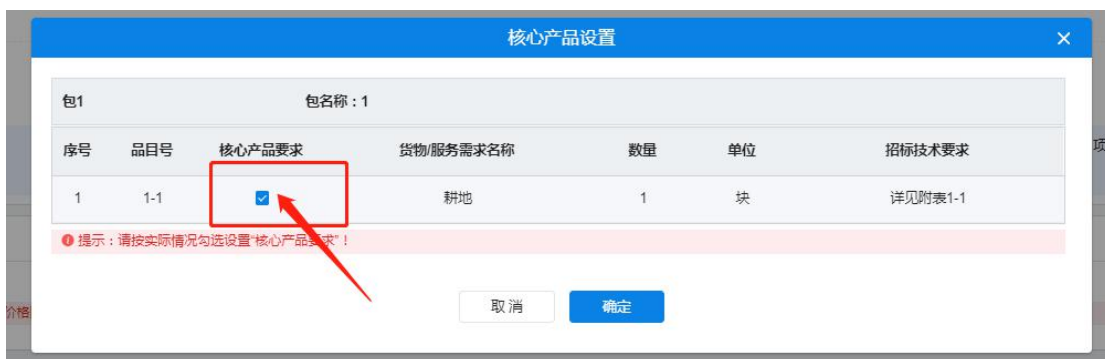 核心产品设置
包1 包名称：1
序号 品目号 核心产品要求 货物/服务需求名称 数量 单位 招标技术要求
项
1 1-1 耕地 1 块 详见附表1-1
提示：请按实际情况勾选设置“核心产品要求”！
取消 确定
价格